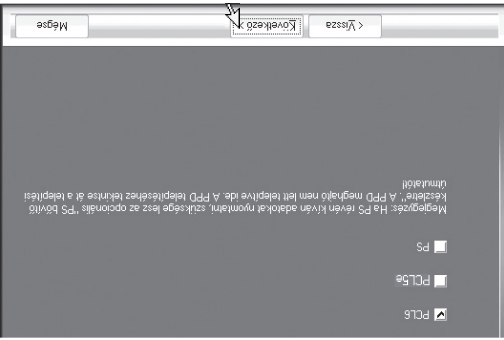 PCL6
PCL5e
PS
Megjegyzés: Ha PS révén kíván adatokat nyomtatni, szüksége lesz az opcionális "PS bővítő
készletre". A PPD meghajtó nem lett telepítve ide. A PPD telepítéséhez tekintse át a telepítési
útmutatót!
< Vissza Következő > Mégse